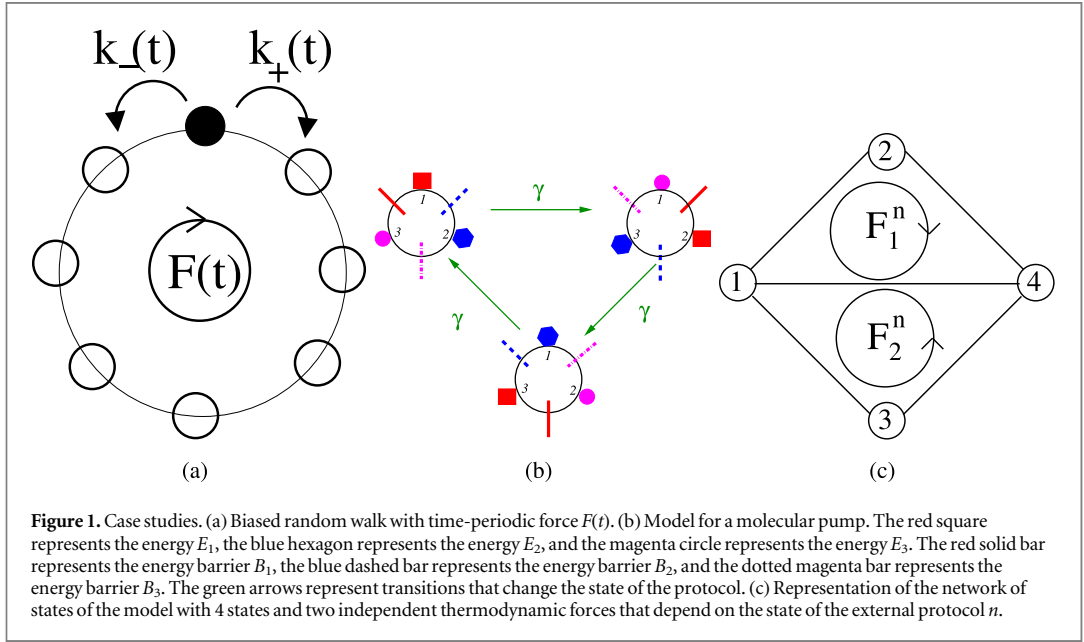 k₋(t) k₊(t)
F(t)
(a)
γ
γ
γ
1
2
3
1
2
3
1
2
3
(b)
1
2
3
4
F₁ⁿ
F₂ⁿ
(c)
Figure 1. Case studies. (a) Biased random walk with time-periodic force F(t). (b) Model for a molecular pump. The red square
represents the energy E₁, the blue hexagon represents the energy E₂, and the magenta circle represents the energy E₃. The red solid bar
represents the energy barrier B₁, the blue dashed bar represents the energy barrier B₂, and the dotted magenta bar represents the
energy barrier B₃. The green arrows represent transitions that change the state of the protocol. (c) Representation of the network of
states of the model with 4 states and two independent thermodynamic forces that depend on the state of the external protocol n.